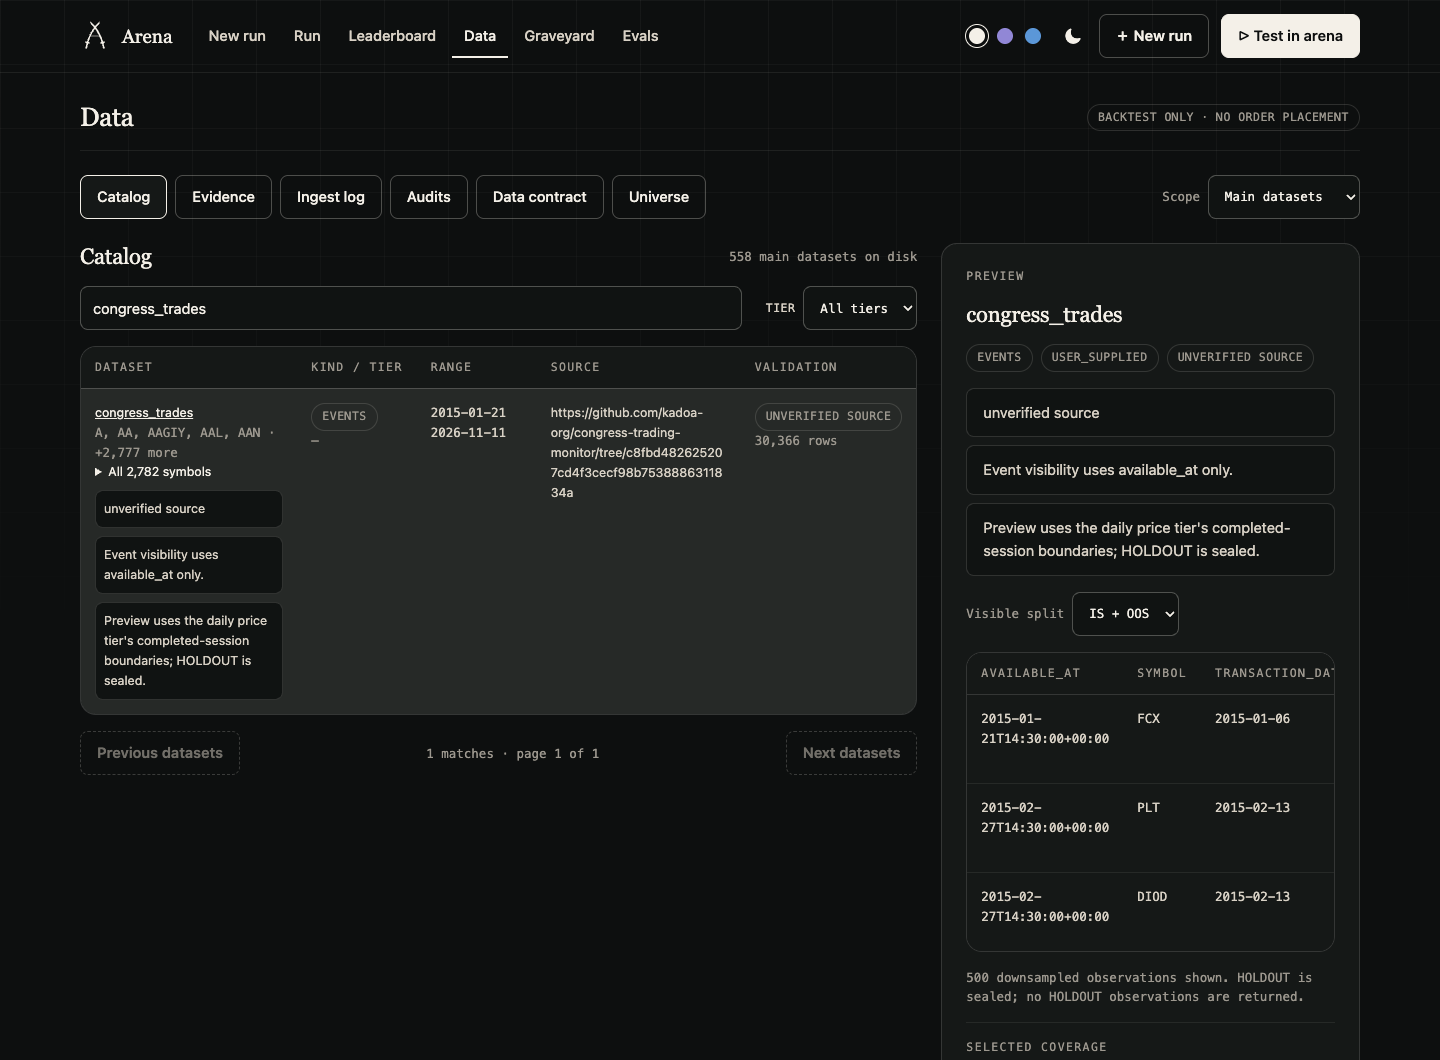 Arena
New run
Run
Leaderboard
Data
Graveyard
Evals
+ New run
Test in arena
Data
BACKTEST ONLY · NO ORDER PLACEMENT
Catalog
Evidence
Ingest log
Audits
Data contract
Universe
Scope
Main datasets
Catalog
558 main datasets on disk
congress_trades
TIER
All tiers
DATASET
KIND / TIER
RANGE
SOURCE
VALIDATION
congress_trades
A, AA, AAGIY, AAL, AAN ·
+2,777 more
All 2,782 symbols
unverified source
Event visibility uses
available_at only.
Preview uses the daily price
tier's completed-session
boundaries; HOLDOUT is
sealed.
EVENTS
—
2015-01-21
2026-11-11
https://github.com/kadoa-
org/congress-trading-
monitor/tree/c8fbd48262520
7cd4f3cecf98b75388863118
34a
UNVERIFIED SOURCE
30,366 rows
Previous datasets
1 matches · page 1 of 1
Next datasets
PREVIEW
congress_trades
EVENTS
USER_SUPPLIED
UNVERIFIED SOURCE
unverified source
Event visibility uses available_at only.
Preview uses the daily price tier's completed-
session boundaries; HOLDOUT is sealed.
Visible split
IS + OOS
AVAILABLE_AT
SYMBOL
TRANSACTION_DAT
2015-01-
21T14:30:00+00:00
FCX
2015-01-06
2015-02-
27T14:30:00+00:00
PLT
2015-02-13
2015-02-
27T14:30:00+00:00
DIOD
2015-02-13
500 downsampled observations shown. HOLDOUT is
sealed; no HOLDOUT observations are returned.
SELECTED COVERAGE